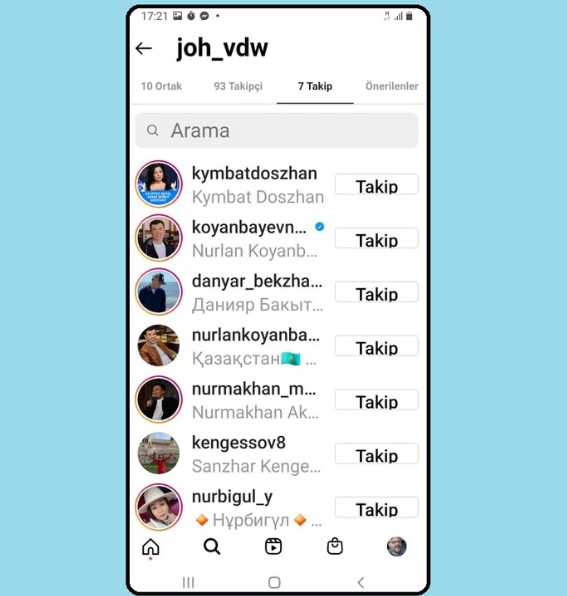 17:21
joh_vdw
10 Ortak 93 Takipçi 7 Takip Önerilenler
Arama
kymbatdoszhan
Kymbat Doszhan
Takip
koyanbayevn...
Nurlan Koyanb...
Takip
danyar_bekzha...
Данияр Бакыт...
Takip
nurlankoyanba...
Қазақстан🇰🇿 ...
Takip
nurmakhan_m...
Nurmakhan Ak...
Takip
kengessov8
Sanzhar Kenge...
Takip
nurbigul_y
🔸Нұрбигүл🔸...
Takip